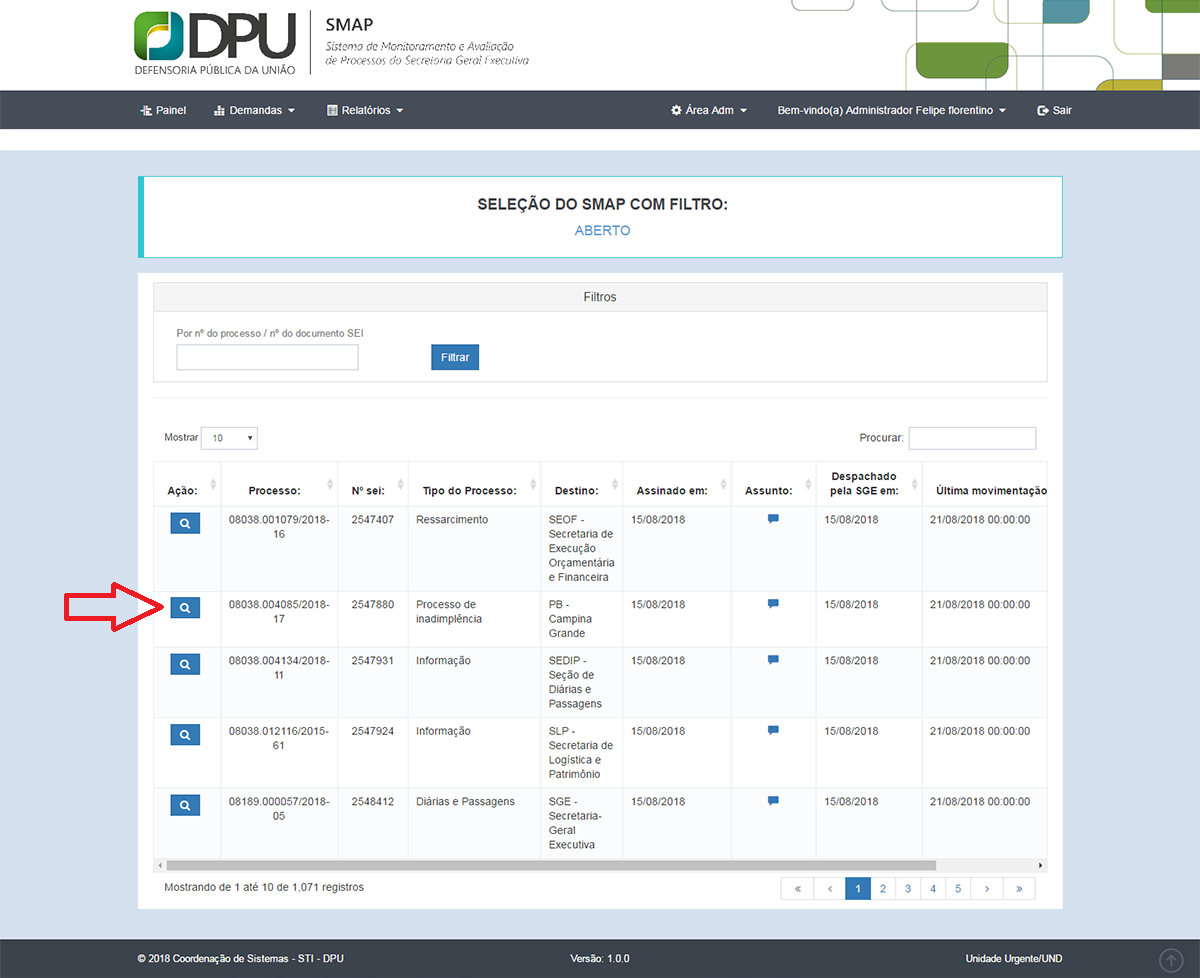 DPU
DEFENSORIA PÚBLICA DA UNIÃO
SMAP
Sistema de Monitoramento e Avaliação
de Processos da Secretaria Geral Executiva
Painel Demandas Relatórios Área Adm Bem-vindo(a) Administrador Felipe florentino Sair
SELEÇÃO DO SMAP COM FILTRO:
ABERTO
Filtros
Por nº do processo / nº do documento SEI
Filtrar
Mostrar 10 Procurar:
Ação: Processo: Nº sei: Tipo do Processo: Destino: Assinado em: Assunto: Despachado
pela SGE em: Última movimentação
08038.001079/2018- 2547407 Ressarcimento SEOF - 15/08/2018 15/08/2018 21/08/2018 00:00:00
16 Secretaria de
Execução
Orçamentária
e Financeira
08038.004085/2018- 2547880 Processo de PB - 15/08/2018 15/08/2018 21/08/2018 00:00:00
17 inadimplência Campina
Grande
08038.004134/2018- 2547931 Informação SEDIP - 15/08/2018 15/08/2018 21/08/2018 00:00:00
11 Seção de
Diárias e
Passagens
08038.012116/2015- 2547924 Informação SLP - 15/08/2018 15/08/2018 21/08/2018 00:00:00
61 Secretaria de
Logística e
Patrimônio
08189.000057/2018- 2548412 Diárias e Passagens SGE - 15/08/2018 15/08/2018 21/08/2018 00:00:00
05 Secretaria-
Geral
Executiva
Mostrando de 1 até 10 de 1,071 registros
« ‹ 1 2 3 4 5 › »
© 2018 Coordenação de Sistemas - STI - DPU Versão: 1.0.0 Unidade Urgente/UND